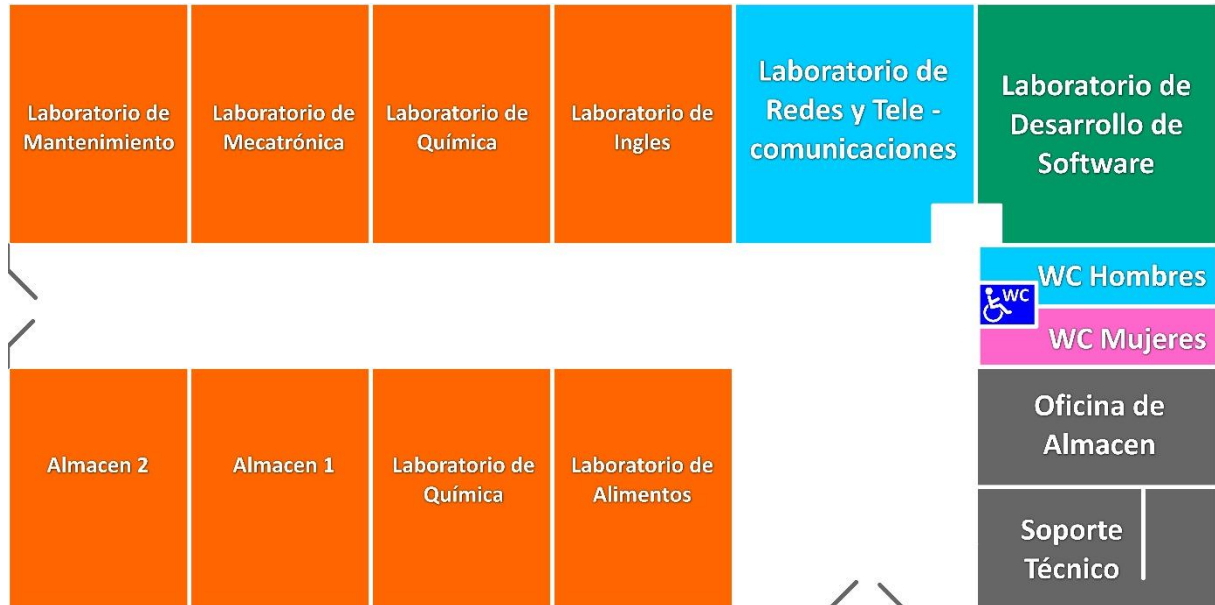 Laboratorio de
Mantenimiento
Laboratorio de
Mecatrónica
Laboratorio de
Química
Laboratorio de
Ingles
Laboratorio de
Redes y Tele -
comunicaciones
Laboratorio de
Desarrollo de
Software
WC Hombres
WC
WC Mujeres
Almacen 2
Almacen 1
Laboratorio de
Química
Laboratorio de
Alimentos
Oficina de
Almacen
Soporte
Técnico